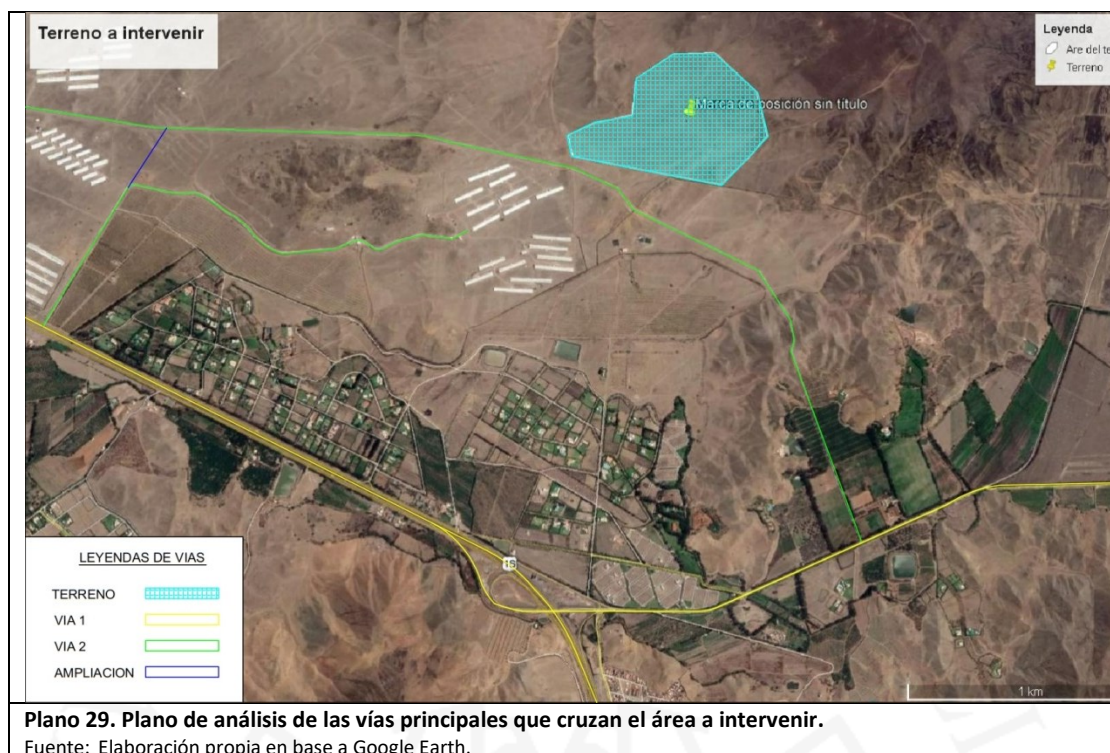 Terreno a intervenir
Leyenda
Are del te
Terreno
Marca de posición sin titulo
1S
LEYENDAS DE VIAS
TERRENO
VIA 1
VIA 2
AMPLIACION
1 km
Plano 29. Plano de análisis de las vías principales que cruzan el área a intervenir.
Fuente: Elaboración propia en base a Google Earth.